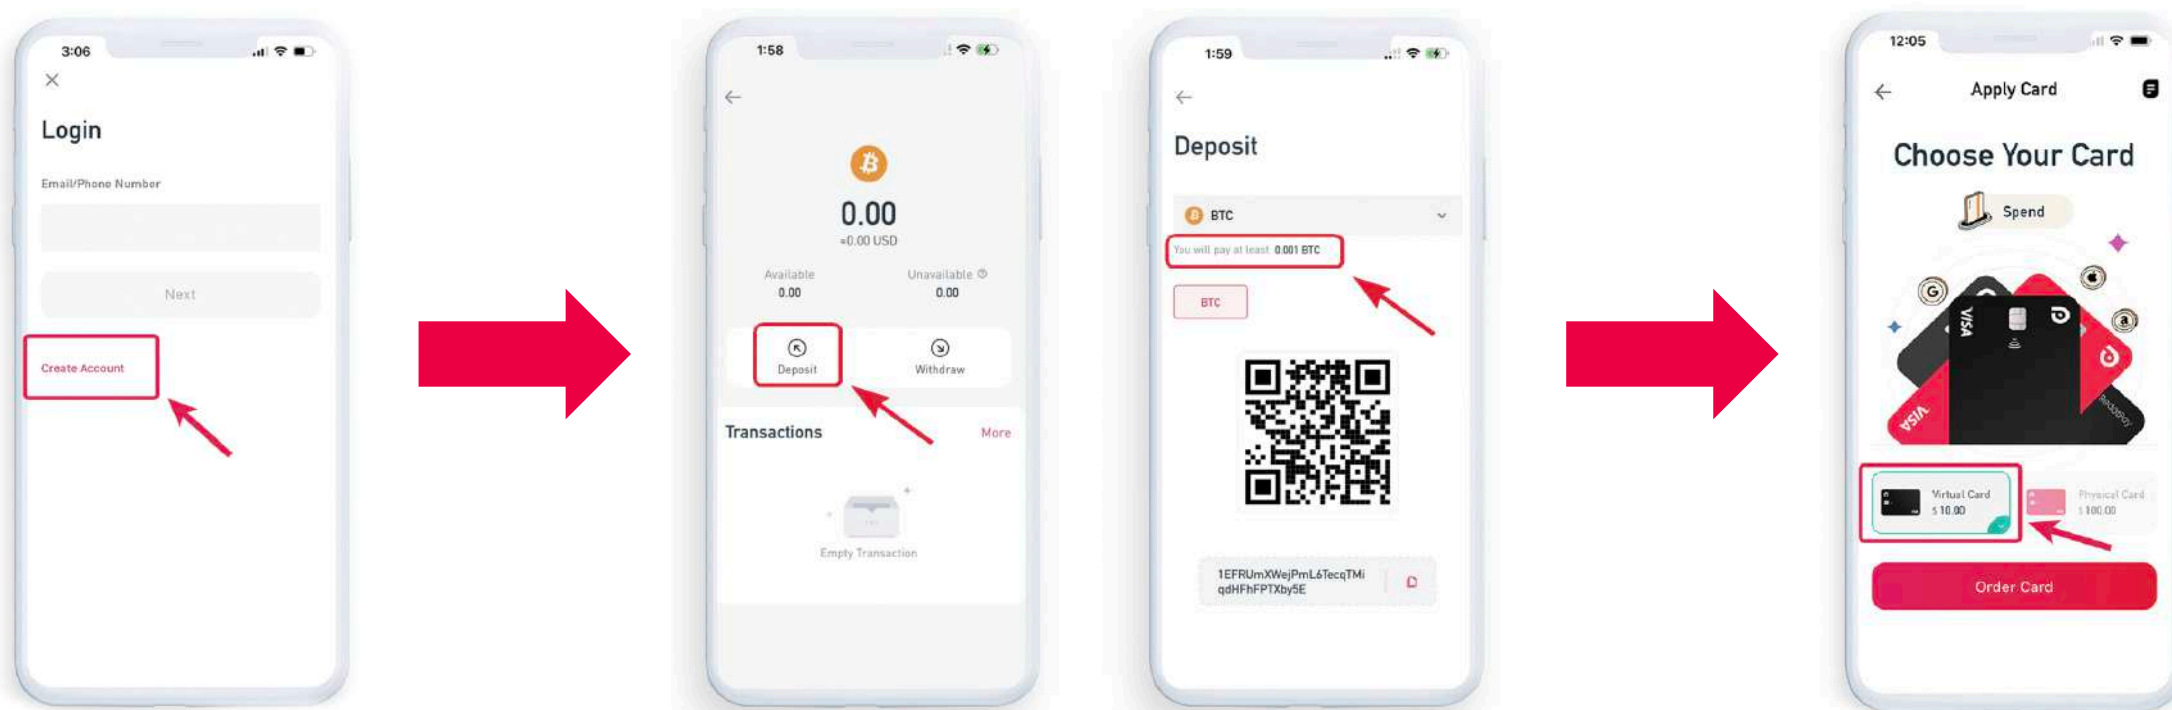 3:06
Login
Email/Phone Number
Next
Create Account
1:58
0.00
≈0.00 USD
Available
Unavailable
0.00
0.00
Deposit
Withdraw
Transactions
More
Empty Transaction
1:59
Deposit
BTC
You will pay at least 0.001 BTC
BTC
1EFRUmXWejPmL6TecqTMi
qdHFhFPTXby5E
12:05
Apply Card
Choose Your Card
Spend
G
a
VISA
VISA
RedotPay
Virtual Card
$ 10.00
Physical Card
$ 100.00
Order Card